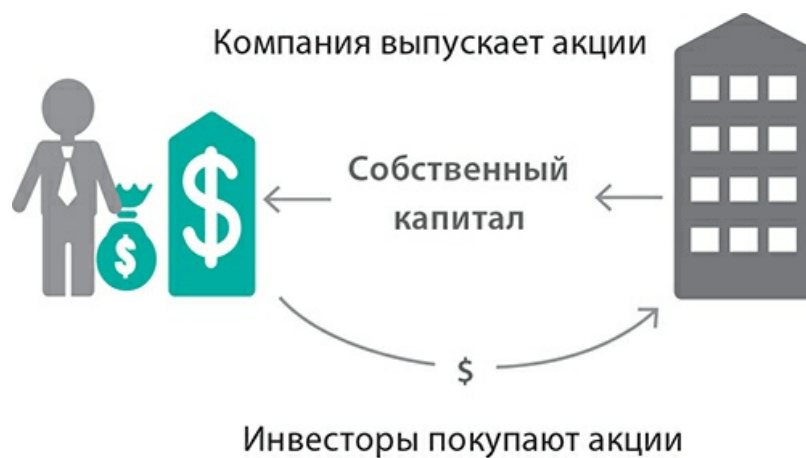 Компания выпускает акции
Собственный
капитал
$
$
$
Инвесторы покупают акции